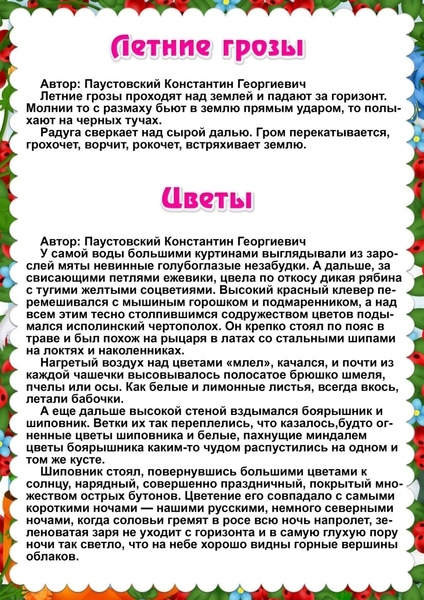 Летние грозы
Автор: Паустовский Константин Георгиевич
Летние грозы проходят над землей и падают за горизонт.
Молнии то с размаху бьют в землю прямым ударом, то полы-
хают на черных тучах.
Радуга сверкает над сырой далью. Гром перекатывается,
грохочет, ворчит, рокочет, встряхивает землю.
Цветы
Автор: Паустовский Константин Георгиевич
У самой воды большими куртинами выглядывали из заро-
слей мяты невинные голубоглазые незабудки. А дальше, за
свисающими петлями ежевики, цвела по откосу дикая рябина
с тугими желтыми соцветиями. Высокий красный клевер пе-
ремешивался с мышиным горошком и подмаренником, а над
всем этим тесно столпившимся содружеством цветов поды-
мался исполинский чертополох. Он крепко стоял по пояс в
траве и был похож на рыцаря в латах со стальными шипами
на локтях и наколенниках.
Нагретый воздух над цветами «млел», качался, и почти из
каждой чашечки высовывалось полосатое брюшко шмеля,
пчелы или осы. Как белые и лимонные листья, всегда вкось,
летали бабочки.
А еще дальше высокой стеной вздымался боярышник и
шиповник. Ветки их так переплелись, что казалось,будто ог-
ненные цветы шиповника и белые, пахнущие миндалем
цветы боярышника каким-то чудом распустились на одном и
том же кусте.
Шиповник стоял, повернувшись большими цветами к
солнцу, нарядный, совершенно праздничный, покрытый мно-
жеством острых бутонов. Цветение его совпадало с самыми
короткими ночами — нашими русскими, немного северными
ночами, когда соловьи гремят в росе всю ночь напролет, зе-
леноватая заря не уходит с горизонта и в самую глухую пору
ночи так светло, что на небе хорошо видны горные вершины
облаков.